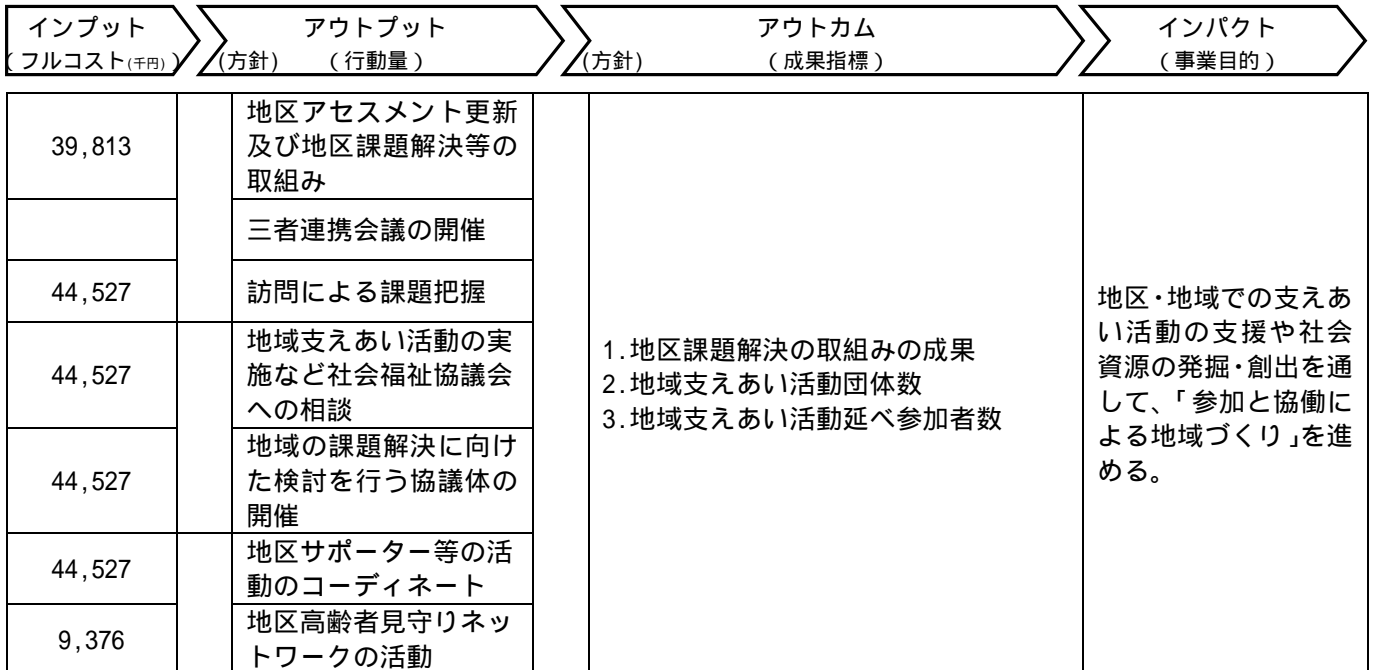 インプット
(フルコスト(千円))
アウトプット
(方針) (行動量)
アウトカム
(方針) (成果指標)
インパクト
(事業目的)
39,813
地区アセスメント更新
及び地区課題解決等の
取組み
三者連携会議の開催
44,527
訪問による課題把握
44,527
地域支えあい活動の実
施など社会福祉協議会
への相談
44,527
地域の課題解決に向け
た検討を行う協議体の
開催
44,527
地区サポーター等の活
動のコーディネート
9,376
地区高齢者見守りネッ
トワークの活動
1.地区課題解決の取組みの成果
2.地域支えあい活動団体数
3.地域支えあい活動延べ参加者数
地区・地域での支えあ
い活動の支援や社会
資源の発掘・創出を通
して、「参加と協働に
よる地域づくり」を進
める。